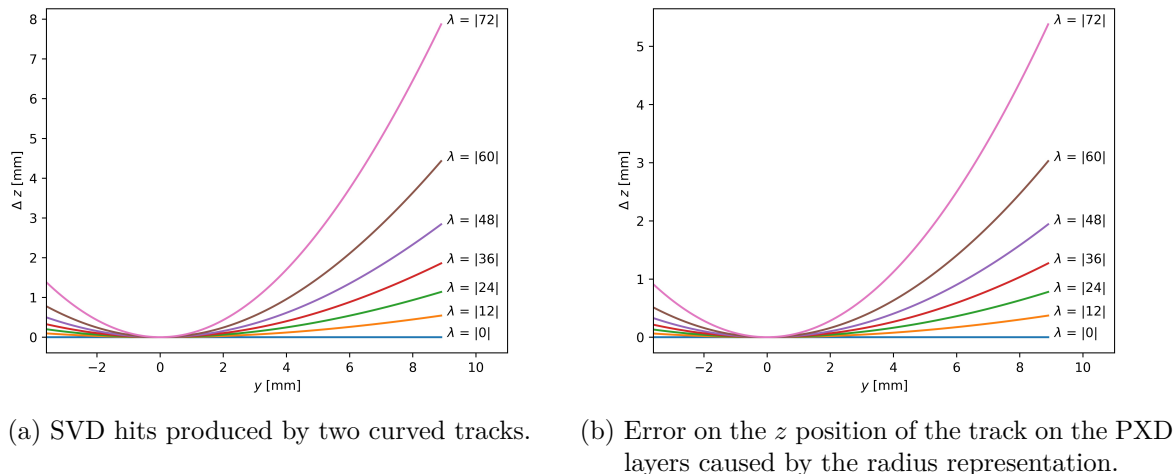 8
7
6
5
4
3
2
1
0
Δ z [mm]
λ = |72|
λ = |60|
λ = |48|
λ = |36|
λ = |24|
λ = |12|
λ = |0|
−2 0 2 4 6 8 10
y [mm]
(a) SVD hits produced by two curved tracks.
5
4
3
2
1
0
Δ z [mm]
λ = |72|
λ = |60|
λ = |48|
λ = |36|
λ = |24|
λ = |12|
λ = |0|
−2 0 2 4 6 8 10
y [mm]
(b) Error on the z position of the track on the PXD
layers caused by the radius representation.